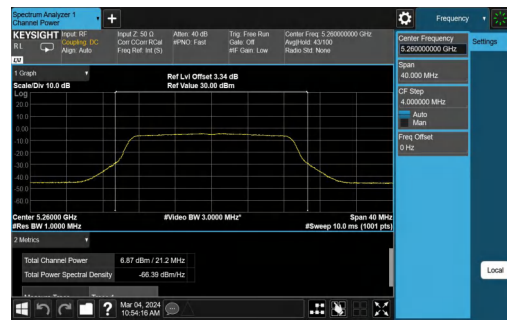 Spectrum Analyzer 1
Channel Power
+
Frequency
KEYSIGHT
RL
Input: RF
Coupling: DC
Align: Auto
Input Z: 50 Ω
Corr CCorr RCal
Freq Ref: Int (S)
Atten: 40 dB
#PNO: Fast
Trig: Free Run
Gate: Off
#IF Gain: Low
Center Freq: 5.260000000 GHz
Avg|Hold: 43/100
Radio Std: None
Center Frequency
5.260000000 GHz
Settings
Span
40.000 MHz
CF Step
4.000000 MHz
Auto
Man
Freq Offset
0 Hz
Local
LXI
1 Graph
Scale/Div 10.0 dB
Ref Lvl Offset 3.34 dB
Ref Value 30.00 dBm
Log
20.0
10.0
0.00
-10.0
-20.0
-30.0
-40.0
-50.0
-60.0
Center 5.26000 GHz
#Video BW 3.0000 MHz*
Span 40 MHz
#Res BW 1.0000 MHz
#Sweep 10.0 ms (1001 pts)
2 Metrics
Total Channel Power
6.87 dBm / 21.2 MHz
Total Power Spectral Density
-66.39 dBm/Hz
?
Mar 04, 2024
10:54:16 AM